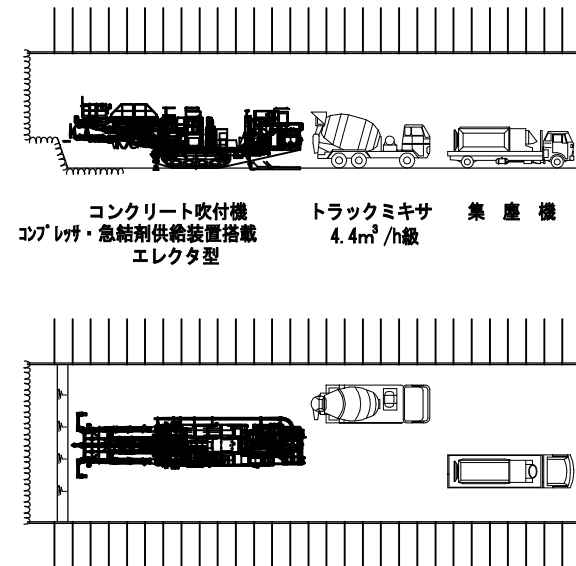 コンクリート吹付機
コンプレッサ・急結剤供給装置搭載
エレクタ型
トラックミキサ
4.4m³/h級
集塵機